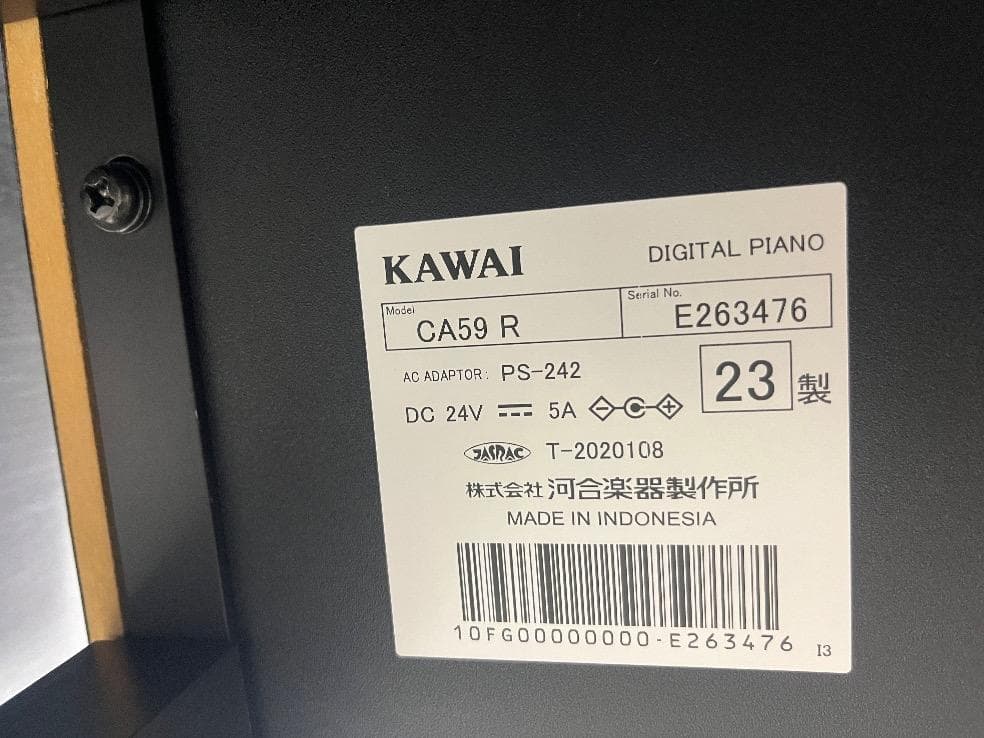 KAWAI DIGITAL PIANO
Model CA59 R Serial No. E263476
AC ADAPTOR: PS-242
DC 24V 5A
23 製
JASRAC T-2020108
株式会社 河合楽器製作所
MADE IN INDONESIA
10FG00000000-E263476
I3